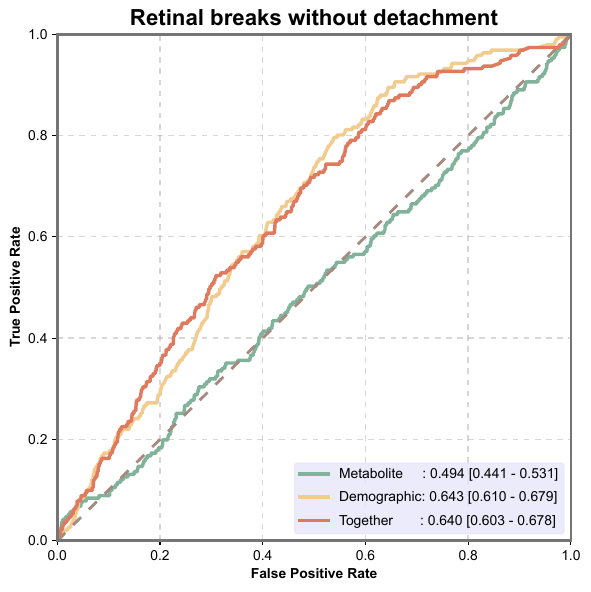 Retinal breaks without detachment
1.0
0.8
0.6
0.4
0.2
0.0
True Positive Rate
Metabolite : 0.494 [0.441 - 0.531]
Demographic: 0.643 [0.610 - 0.679]
Together : 0.640 [0.603 - 0.678]
0.0 0.2 0.4 0.6 0.8 1.0
False Positive Rate